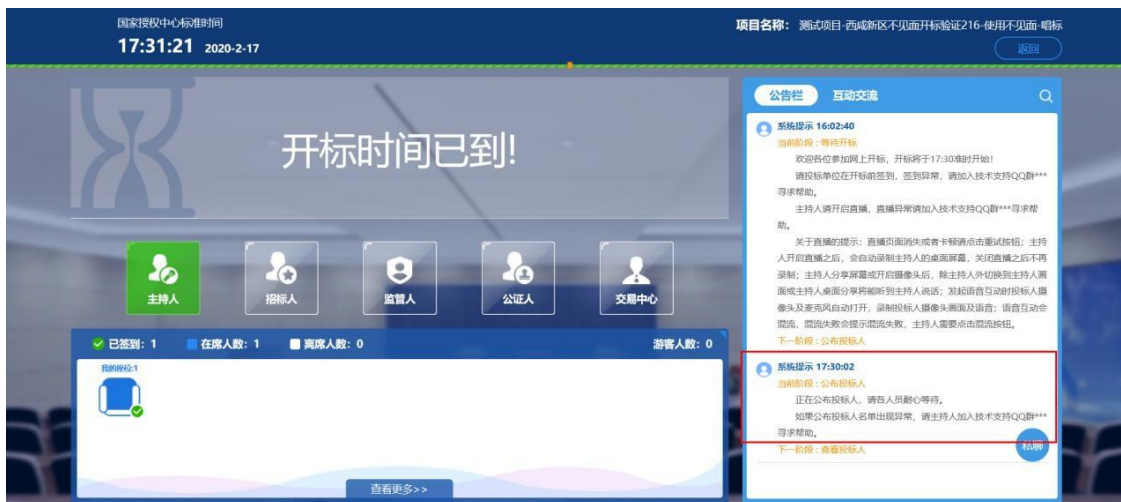 国家授权中心标准时间
17:31:21 2020-2-17
项目名称： 测试项目-西咸新区不见面开标验证216-使用不见面-唱标
返回
开标时间已到!
主持人
招标人
监管人
公证人
交易中心
已签到: 1 在席人数: 1 离席人数: 0 游客人数: 0
我的座位:1
查看更多>>
公告栏 互动交流
系统提示 16:02:40
当前阶段 : 等待开标
欢迎各位参加网上开标，开标将于17:30准时开始!
请投标单位在开标前签到，签到异常，请加入技术支持QQ群***
寻求帮助。
主持人请开启直播，直播异常请加入技术支持QQ群***寻求帮
助。
关于直播的提示：直播页面消失或者卡顿请点击重试按钮；主持
人开启直播之后，会自动录制主持人的桌面屏幕，关闭直播之后不再
录制；主持人分享屏幕或开启摄像头后，除主持人外切换到主持人画
面或主持人桌面分享将能听到主持人说话；发起语音互动时投标人摄
像头及麦克风自动打开，录制投标人摄像头画面及语音；语音互动会
混流，混流失败会提示混流失败，主持人需要点击混流按钮。
下一阶段 : 公布投标人
系统提示 17:30:02
当前阶段 : 公布投标人
正在公布投标人，请各人员耐心等待。
如果公布投标人名单出现异常，请主持人加入技术支持QQ群***
寻求帮助。
下一阶段 : 查看投标人
私聊